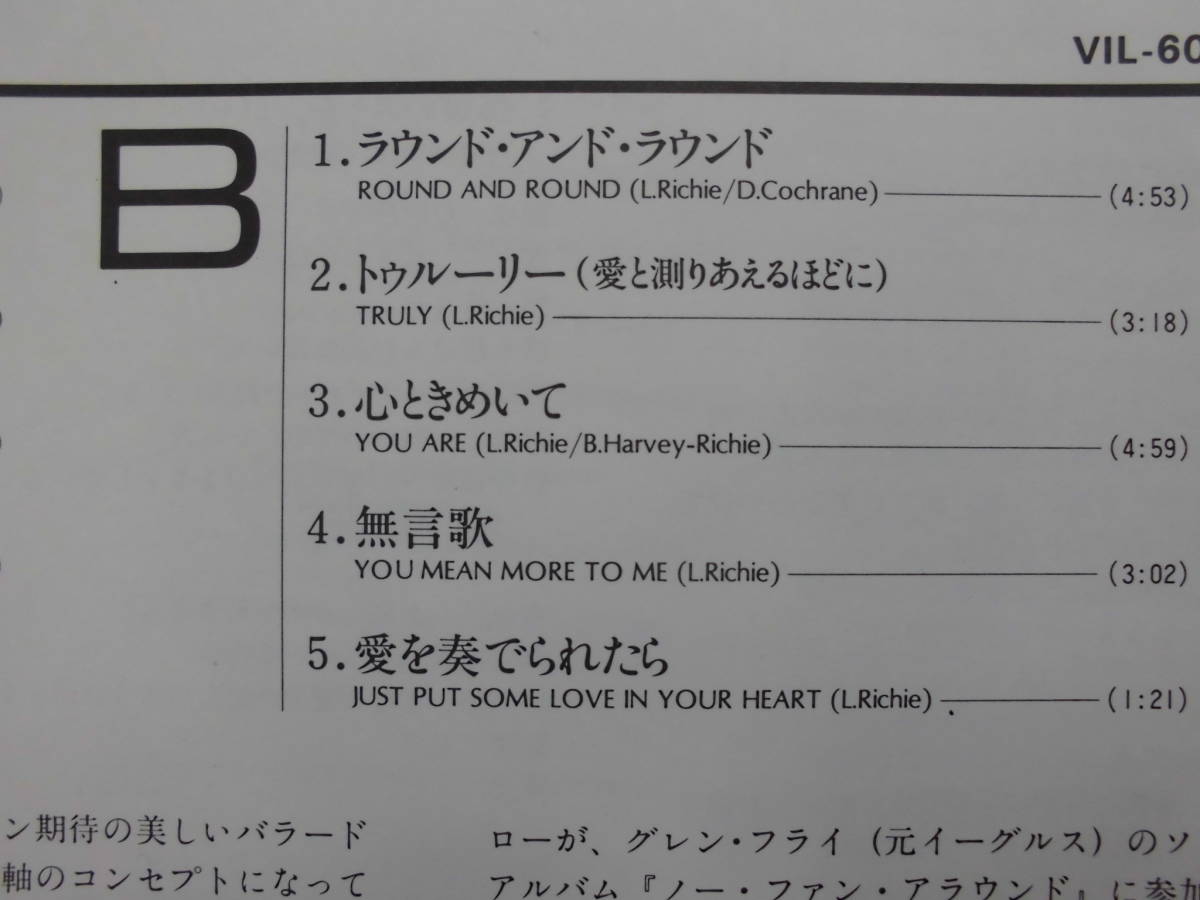 VIL-60
B
1.ラウンド・アンド・ラウンド
ROUND AND ROUND (L.Richie/D.Cochrane) (4:53)
2.トゥルーリー(愛と測りあえるほどに)
TRULY (L.Richie) (3:18)
3.心ときめいて
YOU ARE (L.Richie/B.Harvey-Richie) (4:59)
4.無言歌
YOU MEAN MORE TO ME (L.Richie) (3:02)
5.愛を奏でられたら
JUST PUT SOME LOVE IN YOUR HEART (L.Richie) (1:21)
ン期待の美しいバラード
軸のコンセプトになって
ローが、グレン・フライ(元イーグルス)のソ
アルバム『ノー・ファン・アラウンド』に参加